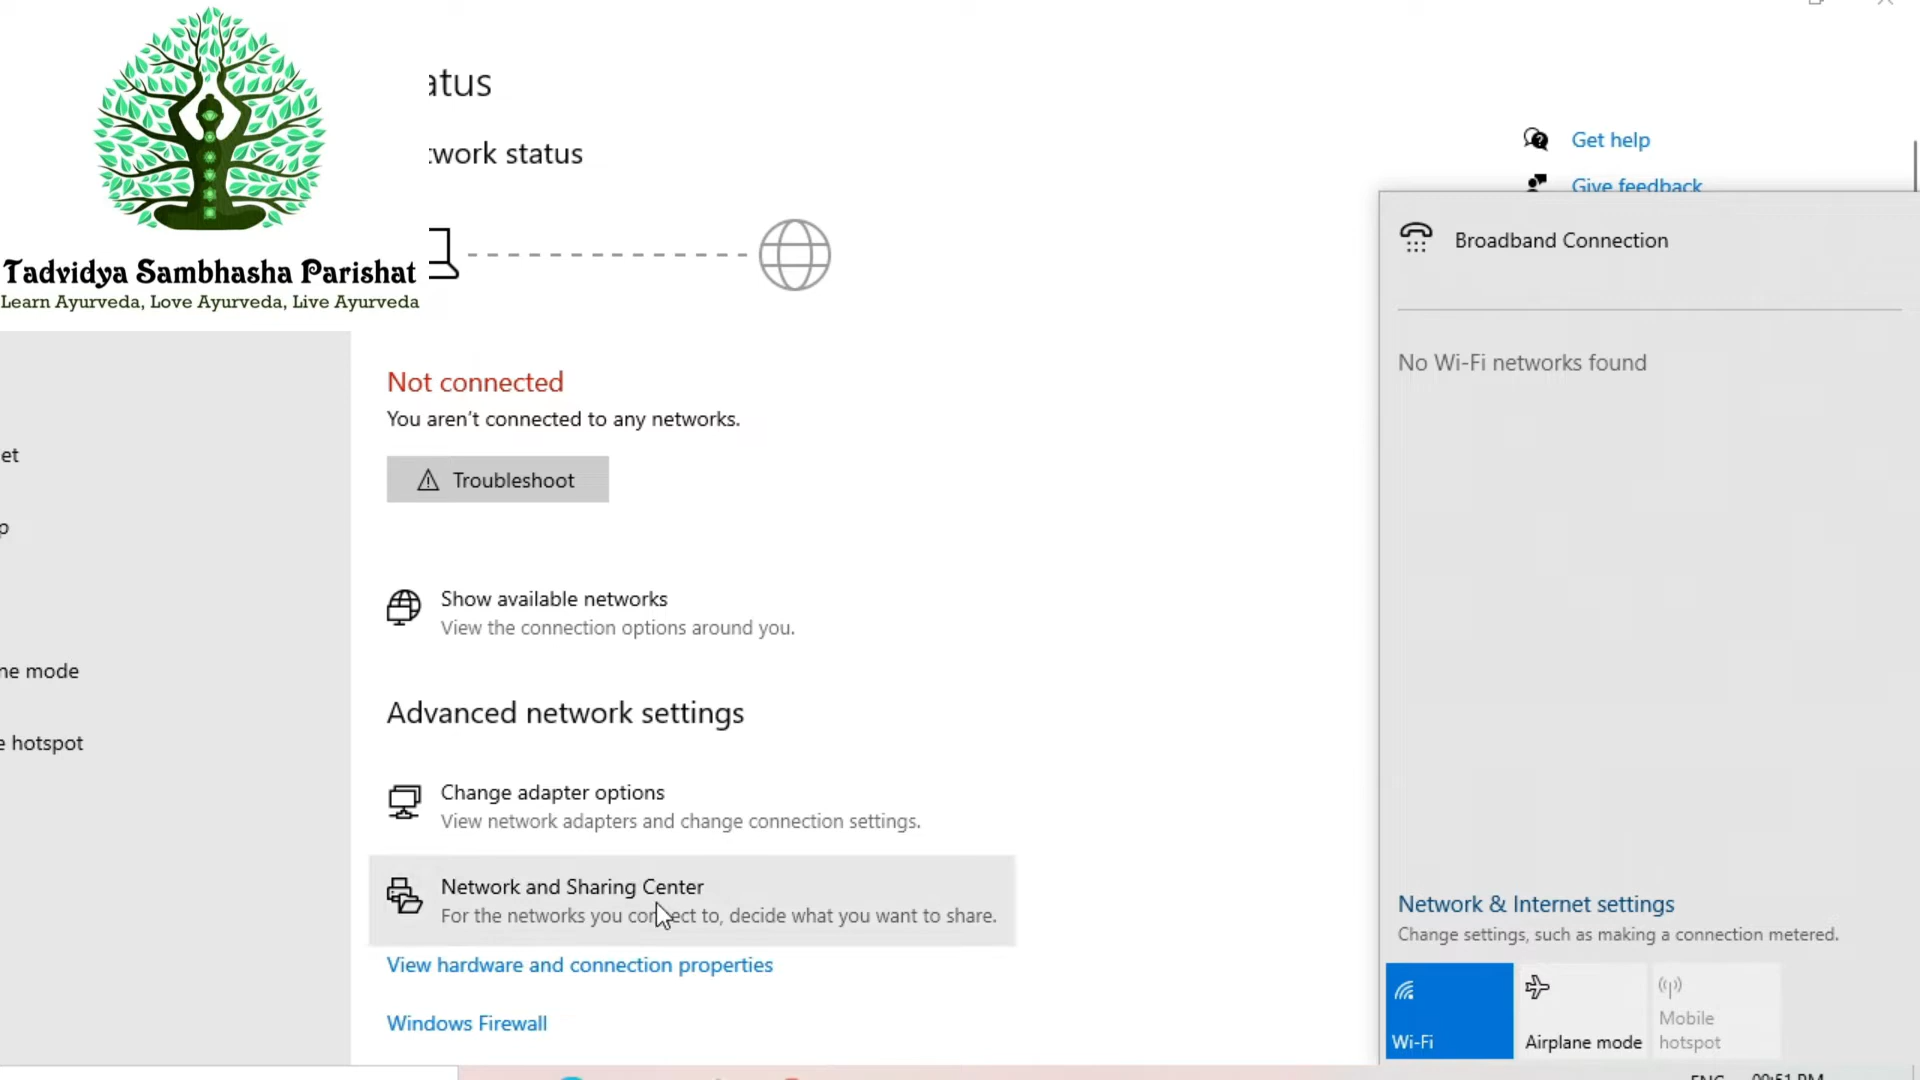 Tadvidya Sambhasha Parishat
Learn Ayurveda, Love Ayurveda, Live Ayurveda
atus
twork status
Not connected
You aren't connected to any networks.
Troubleshoot
Show available networks
View the connection options around you.
Advanced network settings
Change adapter options
View network adapters and change connection settings.
Network and Sharing Center
For the networks you connect to, decide what you want to share.
View hardware and connection properties
Windows Firewall
et
p
ne mode
e hotspot
Get help
Give feedback
Broadband Connection
No Wi-Fi networks found
Network & Internet settings
Change settings, such as making a connection metered.
Wi-Fi
Airplane mode
Mobile
hotspot
ENG
09:51 PM